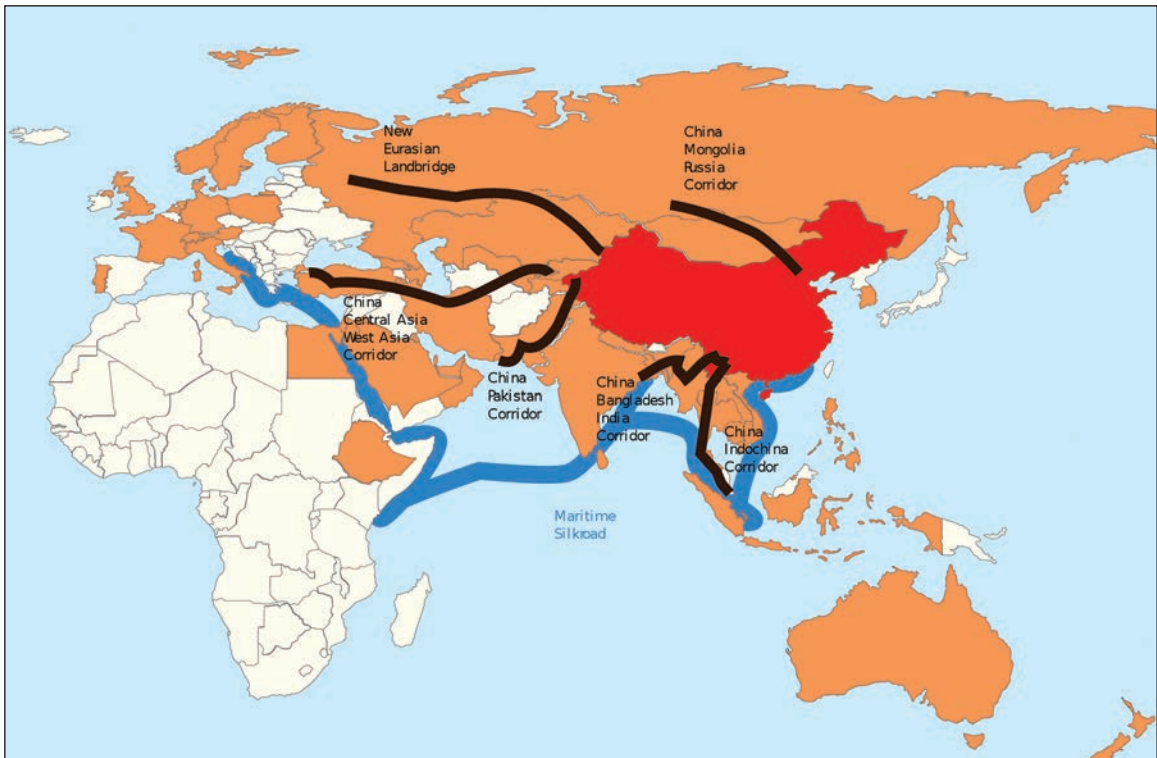 New
Eurasian
Landbridge
China
Mongolia
Russia
Corridor
China
Central Asia
West Asia
Corridor
China
Pakistan
Corridor
China
Bangladesh
India
Corridor
China
Indochina
Corridor
Maritime
Silkroad